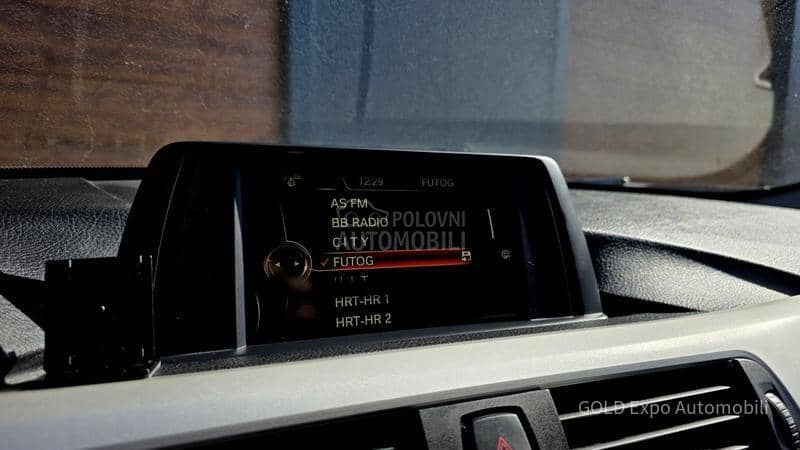 12:29 FUTOG
AS FM
BB RADIO
POLOVNI
AUTOMOBILI
C I T Y
✓ FUTOG
HRT-HR 1
HRT-HR 2
GOLD Expo Automobili